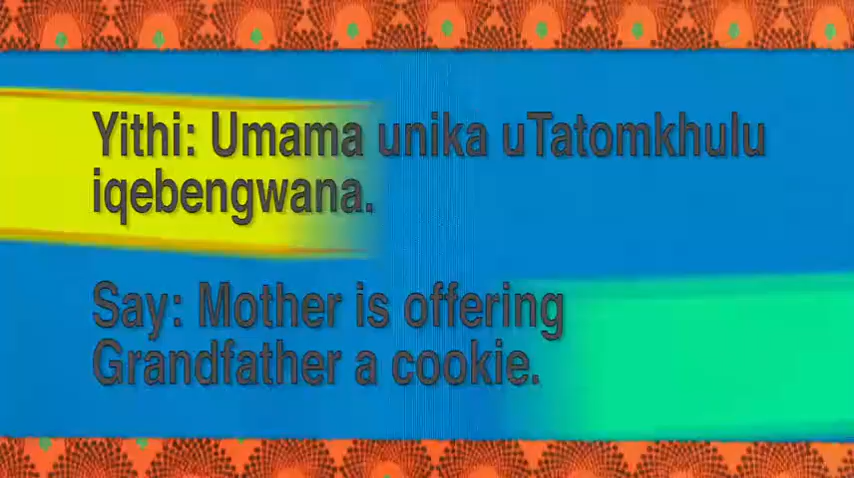 Yithi: Umama unika uTatomkhulu
iqebengwana.
Say: Mother is offering
Grandfather a cookie.